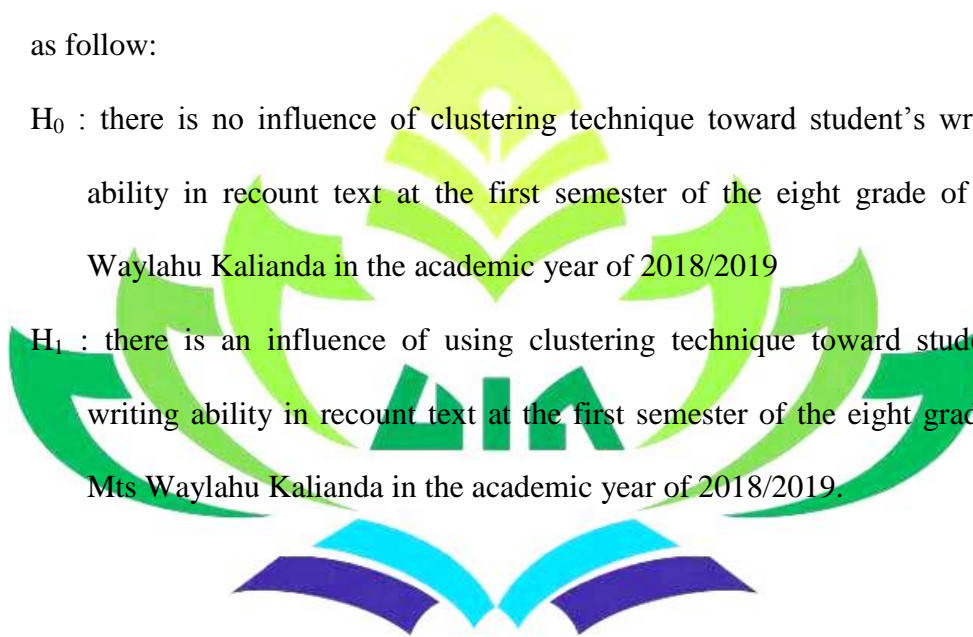 as follow:
H₀ : there is no influence of clustering technique toward student’s
ability in recount text at the first semester of the eight grade of
Waylahu Kalianda in the academic year of 2018/2019
H₁ : there is an influence of using clustering technique toward
writing ability in recount text at the first semester of the eight
Mts Waylahu Kalianda in the academic year of 2018/2019.